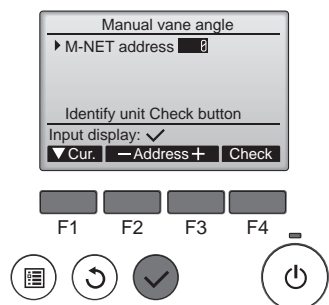 Manual vane angle
M-NET address 0
Identify unit Check button
Input display: ✓
▼Cur. －Address＋ Check
F1 F2 F3 F4